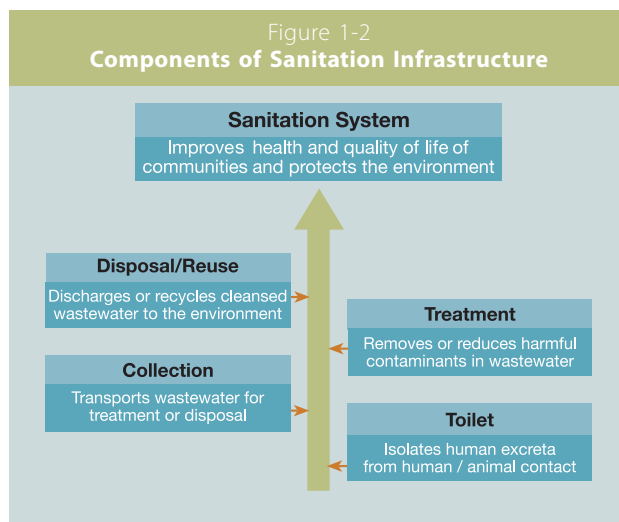 Figure 1-2
Components of Sanitation Infrastructure
Sanitation System
Improves health and quality of life of
communities and protects the environment
Disposal/Reuse
Discharges or recycles cleansed
wastewater to the environment
Treatment
Removes or reduces harmful
contaminants in wastewater
Collection
Transports wastewater for
treatment or disposal
Toilet
Isolates human excreta
from human / animal contact